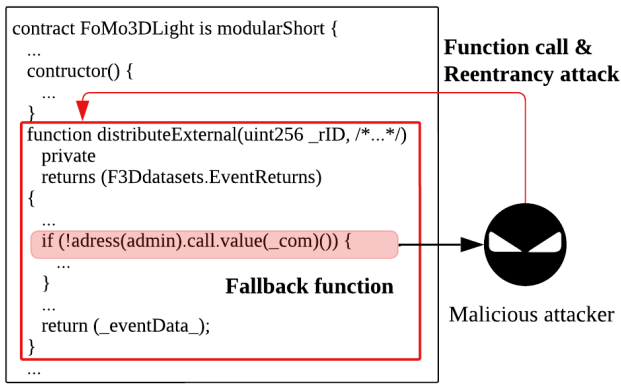 contract FoMo3DLight is modularShort {
...
contructor() {
...
}
function distributeExternal(uint256 _rID, /*...*/)
private
returns (F3Ddatasets.EventReturns)
{
...
if (!adress(admin).call.value(_com)()) {
...
}
...
return (_eventData_);
}
...
Fallback function
Function call &
Reentrancy attack
Malicious attacker